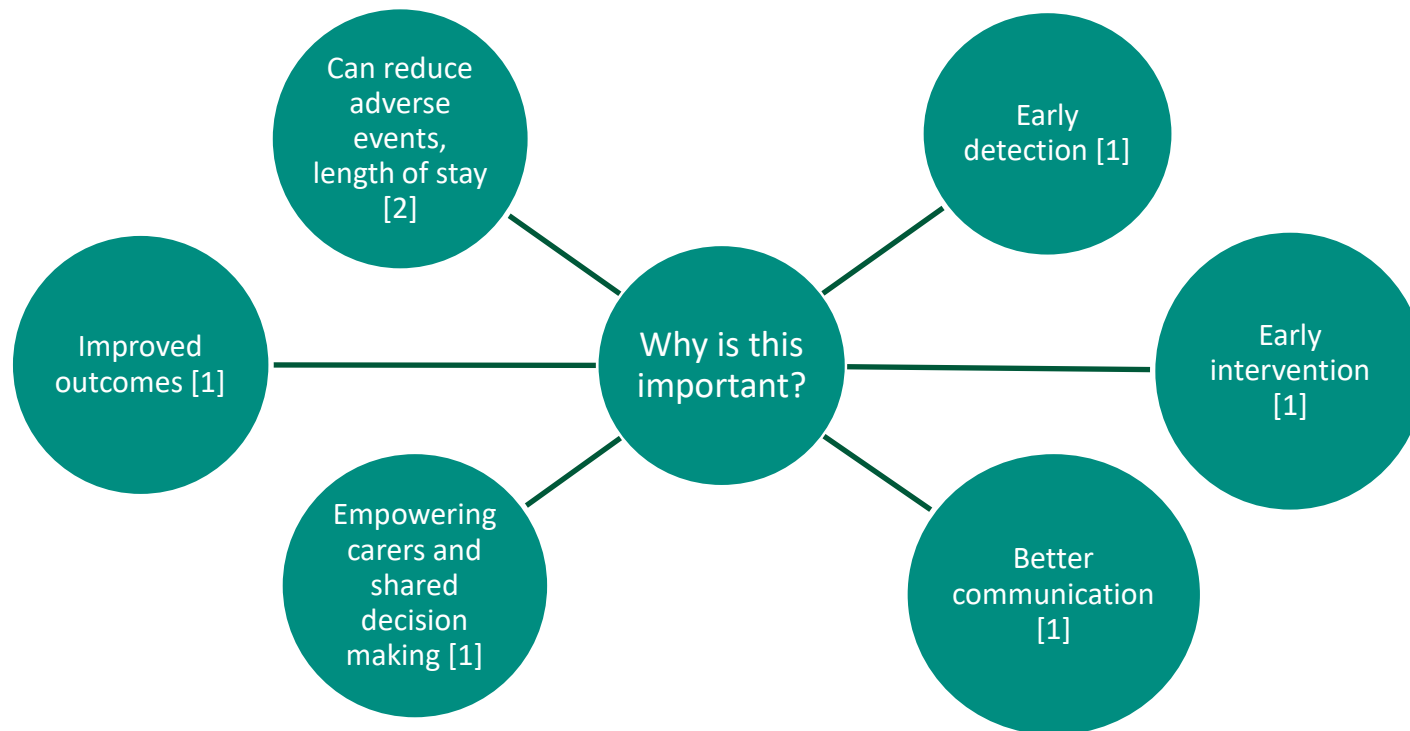 Can reduce
adverse
events,
length of stay
[2]
Early
detection [1]
Improved
outcomes [1]
Why is this
important?
Early
intervention
[1]
Empowering
carers and
shared
decision
making [1]
Better
communication
[1]